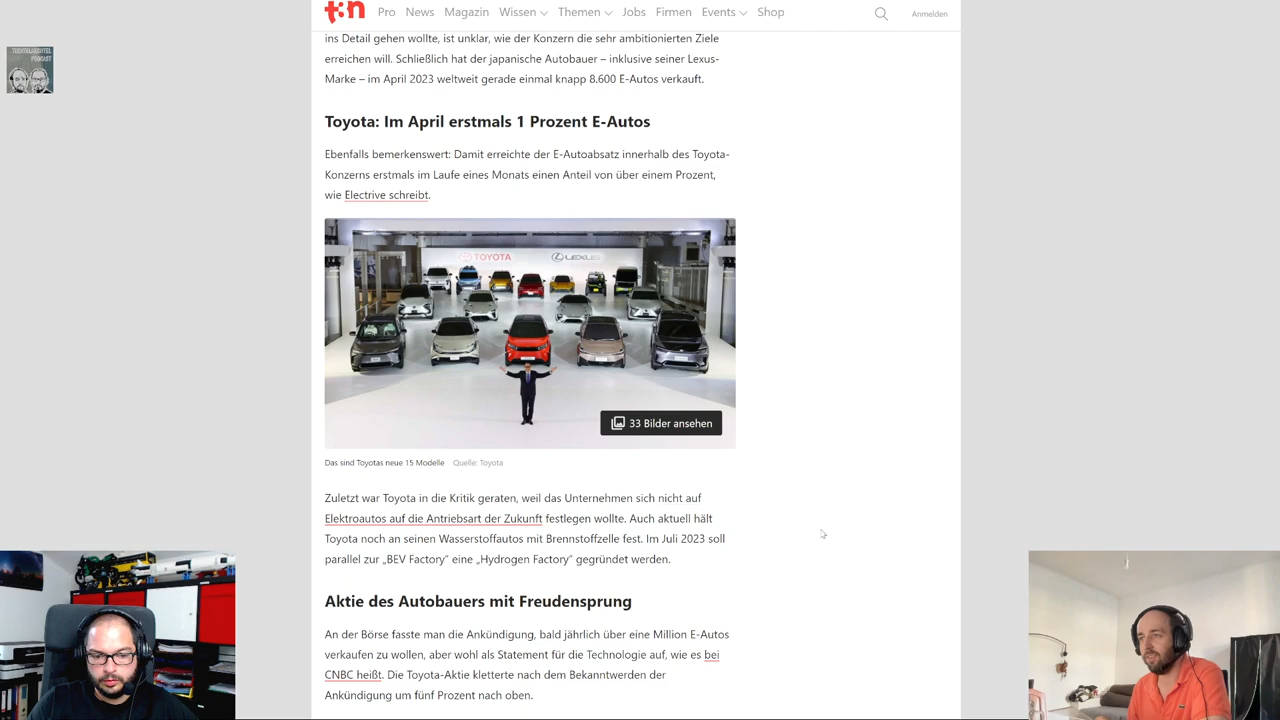 t3n Pro News Magazin Wissen Themen Jobs Firmen Events Shop Anmelden
TECHTELMECHTEL
PODCAST
ins Detail gehen wollte, ist unklar, wie der Konzern die sehr ambitionierten Ziele
erreichen will. Schließlich hat der japanische Autobauer – inklusive seiner Lexus-
Marke – im April 2023 weltweit gerade einmal knapp 8.600 E-Autos verkauft.
Toyota: Im April erstmals 1 Prozent E-Autos
Ebenfalls bemerkenswert: Damit erreichte der E-Autoabsatz innerhalb des Toyota-
Konzerns erstmals im Laufe eines Monats einen Anteil von über einem Prozent,
wie Electrive schreibt.
TOYOTA LEXUS
33 Bilder ansehen
Das sind Toyotas neue 15 Modelle Quelle: Toyota
Zuletzt war Toyota in die Kritik geraten, weil das Unternehmen sich nicht auf
Elektroautos auf die Antriebsart der Zukunft festlegen wollte. Auch aktuell hält
Toyota noch an seinen Wasserstoffautos mit Brennstoffzelle fest. Im Juli 2023 soll
parallel zur „BEV Factory“ eine „Hydrogen Factory“ gegründet werden.
Aktie des Autobauers mit Freudensprung
An der Börse fasste man die Ankündigung, bald jährlich über eine Million E-Autos
verkaufen zu wollen, aber wohl als Statement für die Technologie auf, wie es bei
CNBC heißt. Die Toyota-Aktie kletterte nach dem Bekanntwerden der
Ankündigung um fünf Prozent nach oben.